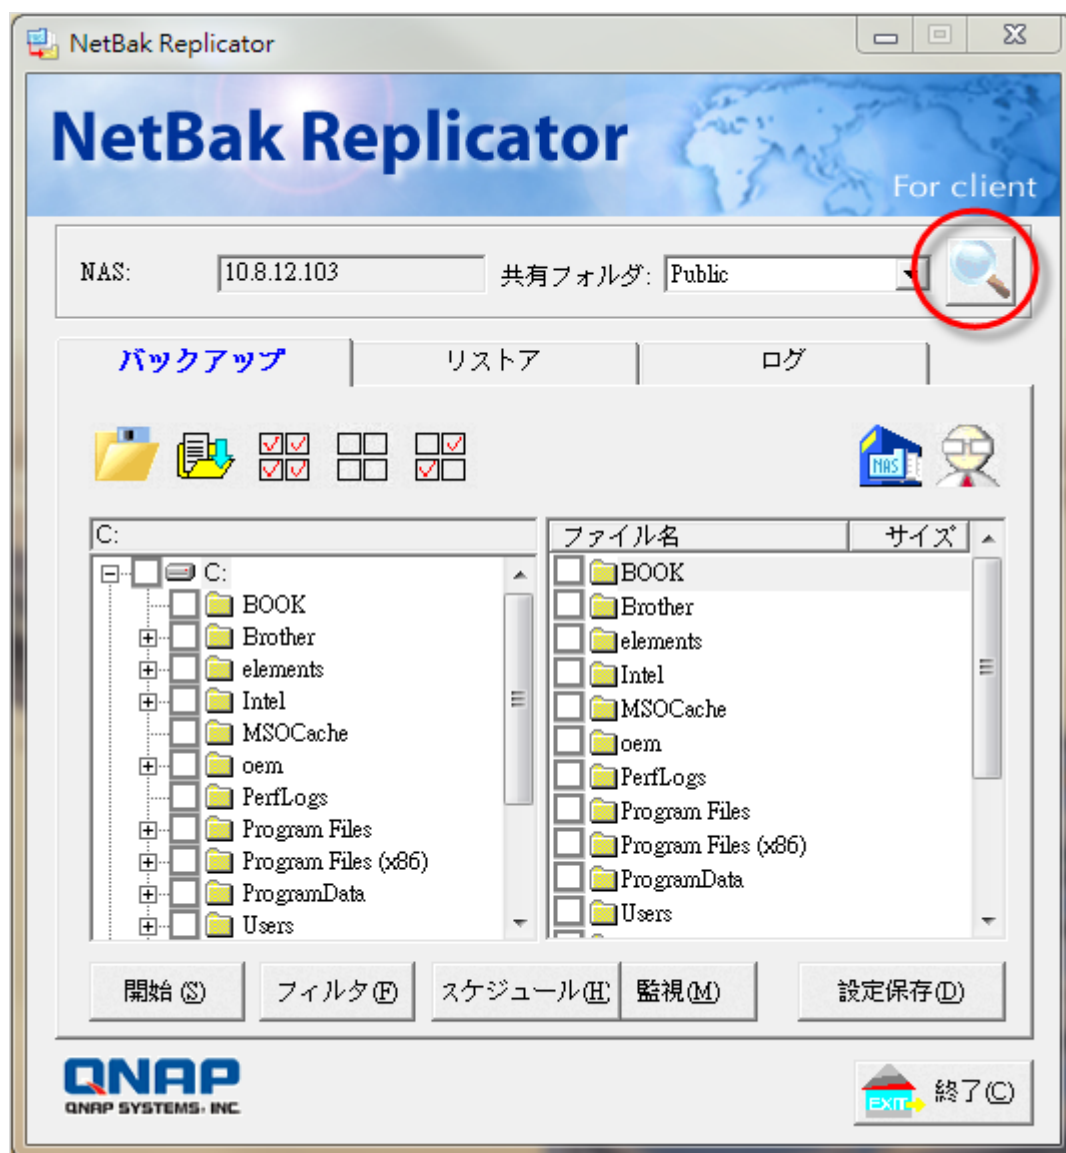 NetBak Replicator
NetBak Replicator
For client
NAS: 10.8.12.103 共有フォルダ: Public
バックアップ リストア ログ
NAS
C:
C:
BOOK
Brother
elements
Intel
MSOCache
oem
PerfLogs
Program Files
Program Files (x86)
ProgramData
Users
ファイル名 サイズ
BOOK
Brother
elements
Intel
MSOCache
oem
PerfLogs
Program Files
Program Files (x86)
ProgramData
Users
開始 (S) フィルタ(F) スケジュール(H) 監視(M) 設定保存(D)
QNAP
QNAP SYSTEMS, INC.
EXIT 終了(C)